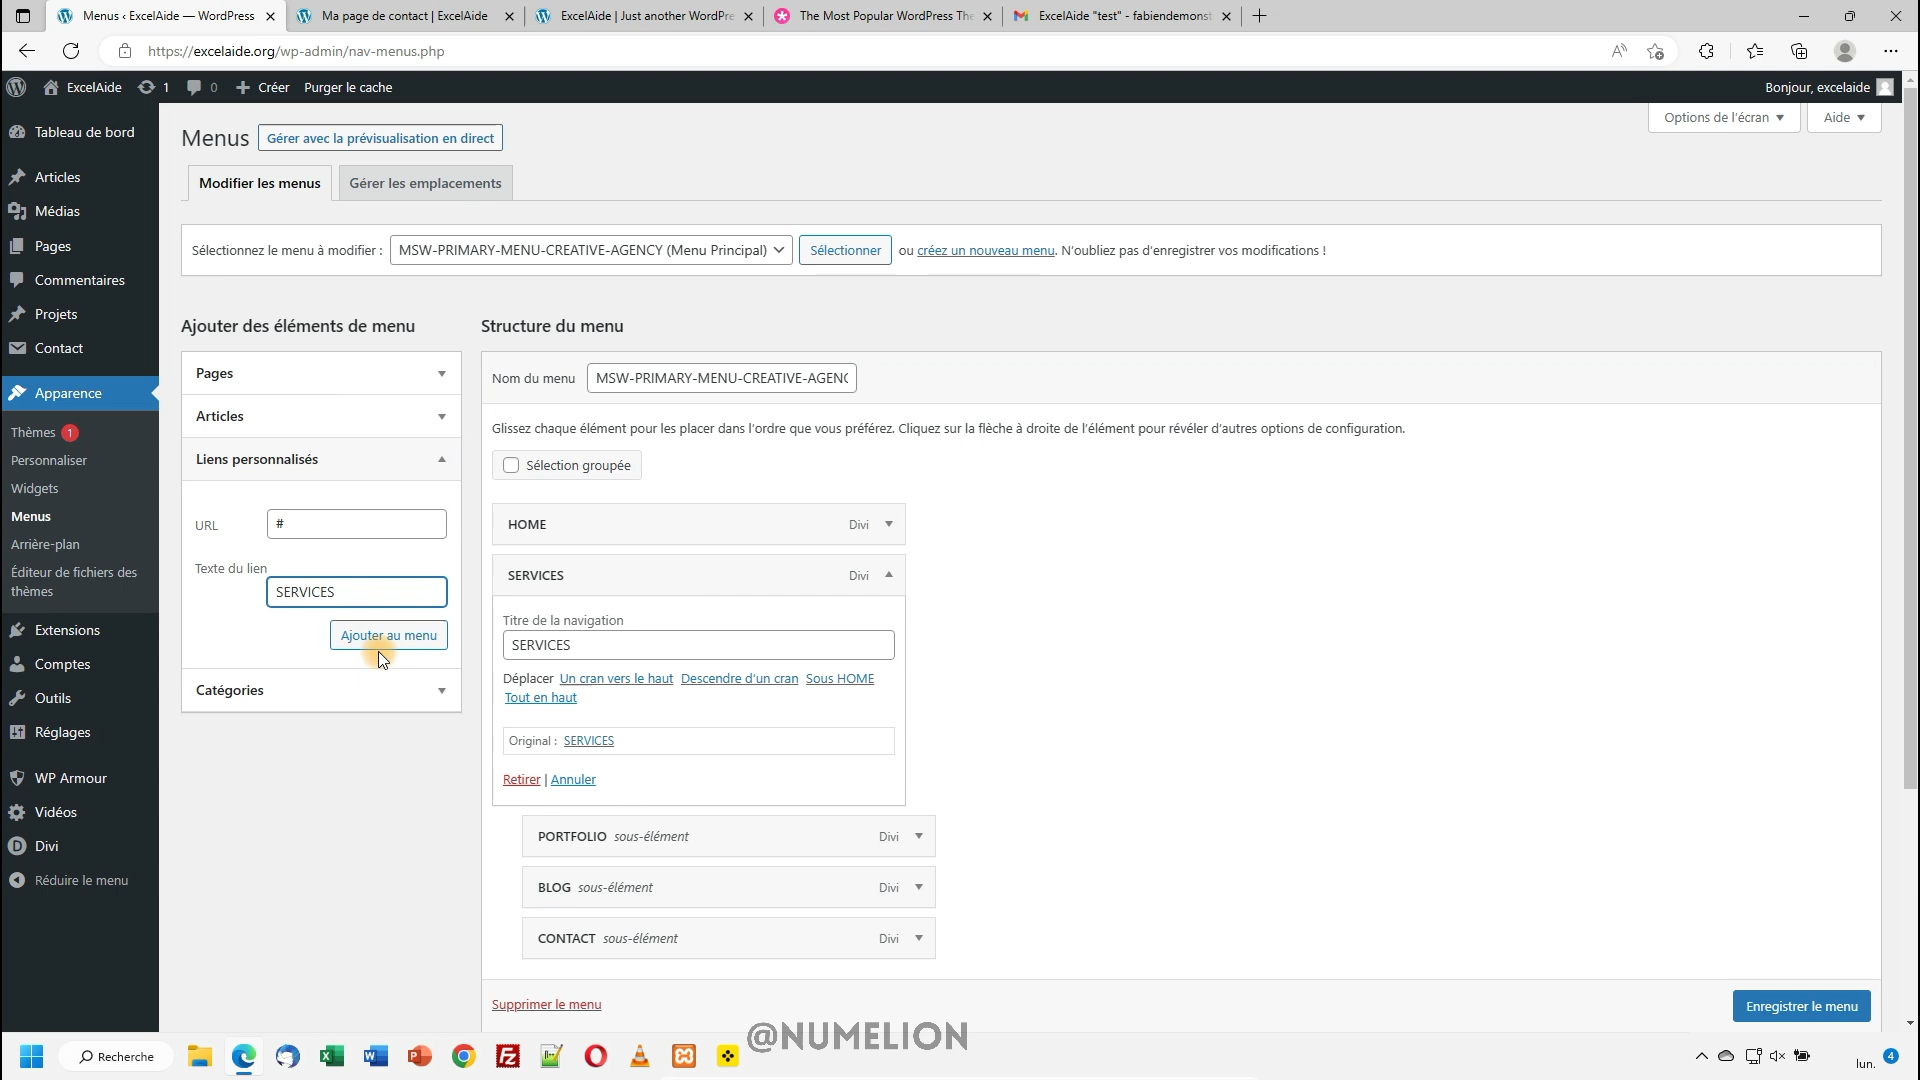 Menus ‹ ExcelAide — WordPress
Ma page de contact | ExcelAide
ExcelAide | Just another WordPre
The Most Popular WordPress The
ExcelAide "test" - fabiendemonst
https://excelaide.org/wp-admin/nav-menus.php
ExcelAide
1
0
Créer
Purger le cache
Bonjour, excelaide
Tableau de bord
Articles
Médias
Pages
Commentaires
Projets
Contact
Apparence
Thèmes 1
Personnaliser
Widgets
Menus
Arrière-plan
Éditeur de fichiers des
thèmes
Extensions
Comptes
Outils
Réglages
WP Armour
Vidéos
Divi
Réduire le menu
Menus
Gérer avec la prévisualisation en direct
Options de l'écran
Aide
Modifier les menus
Gérer les emplacements
Sélectionnez le menu à modifier :
MSW-PRIMARY-MENU-CREATIVE-AGENCY (Menu Principal)
Sélectionner
ou créez un nouveau menu. N'oubliez pas d'enregistrer vos modifications !
Ajouter des éléments de menu
Pages
Articles
Liens personnalisés
URL
#
Texte du lien
SERVICES
Ajouter au menu
Catégories
Structure du menu
Nom du menu
MSW-PRIMARY-MENU-CREATIVE-AGENC
Glissez chaque élément pour les placer dans l'ordre que vous préférez. Cliquez sur la flèche à droite de l'élément pour révéler d'autres options de configuration.
Sélection groupée
HOME Divi
SERVICES Divi
Titre de la navigation
SERVICES
Déplacer Un cran vers le haut Descendre d'un cran Sous HOME
Tout en haut
Original : SERVICES
Retirer | Annuler
PORTFOLIO sous-élément Divi
BLOG sous-élément Divi
CONTACT sous-élément Divi
Supprimer le menu
Enregistrer le menu
@NUMELION
Recherche
lun.
4